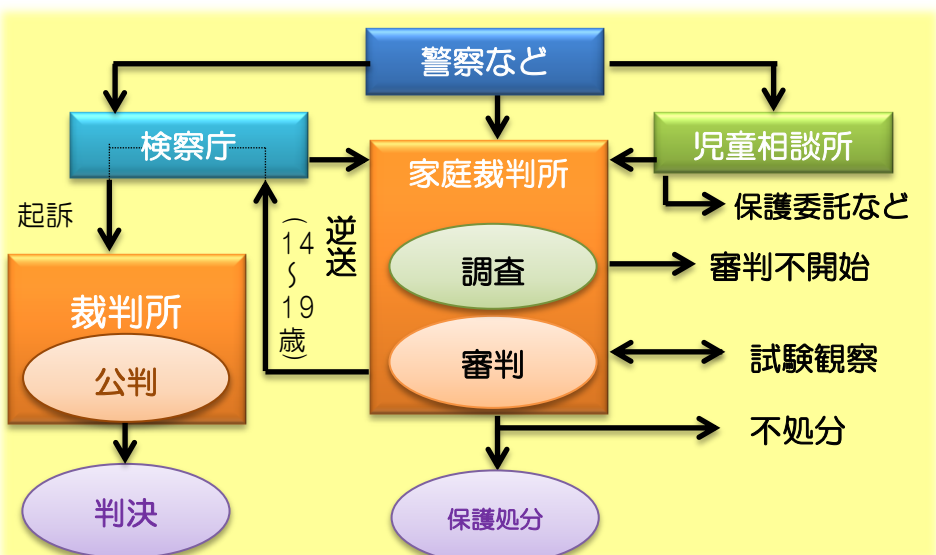 警察など
検察庁
児童相談所
家庭裁判所
保護委託など
起訴
逆送
（14～19歳）
調査
審判不開始
裁判所
審判
試験観察
公判
不処分
判決
保護処分